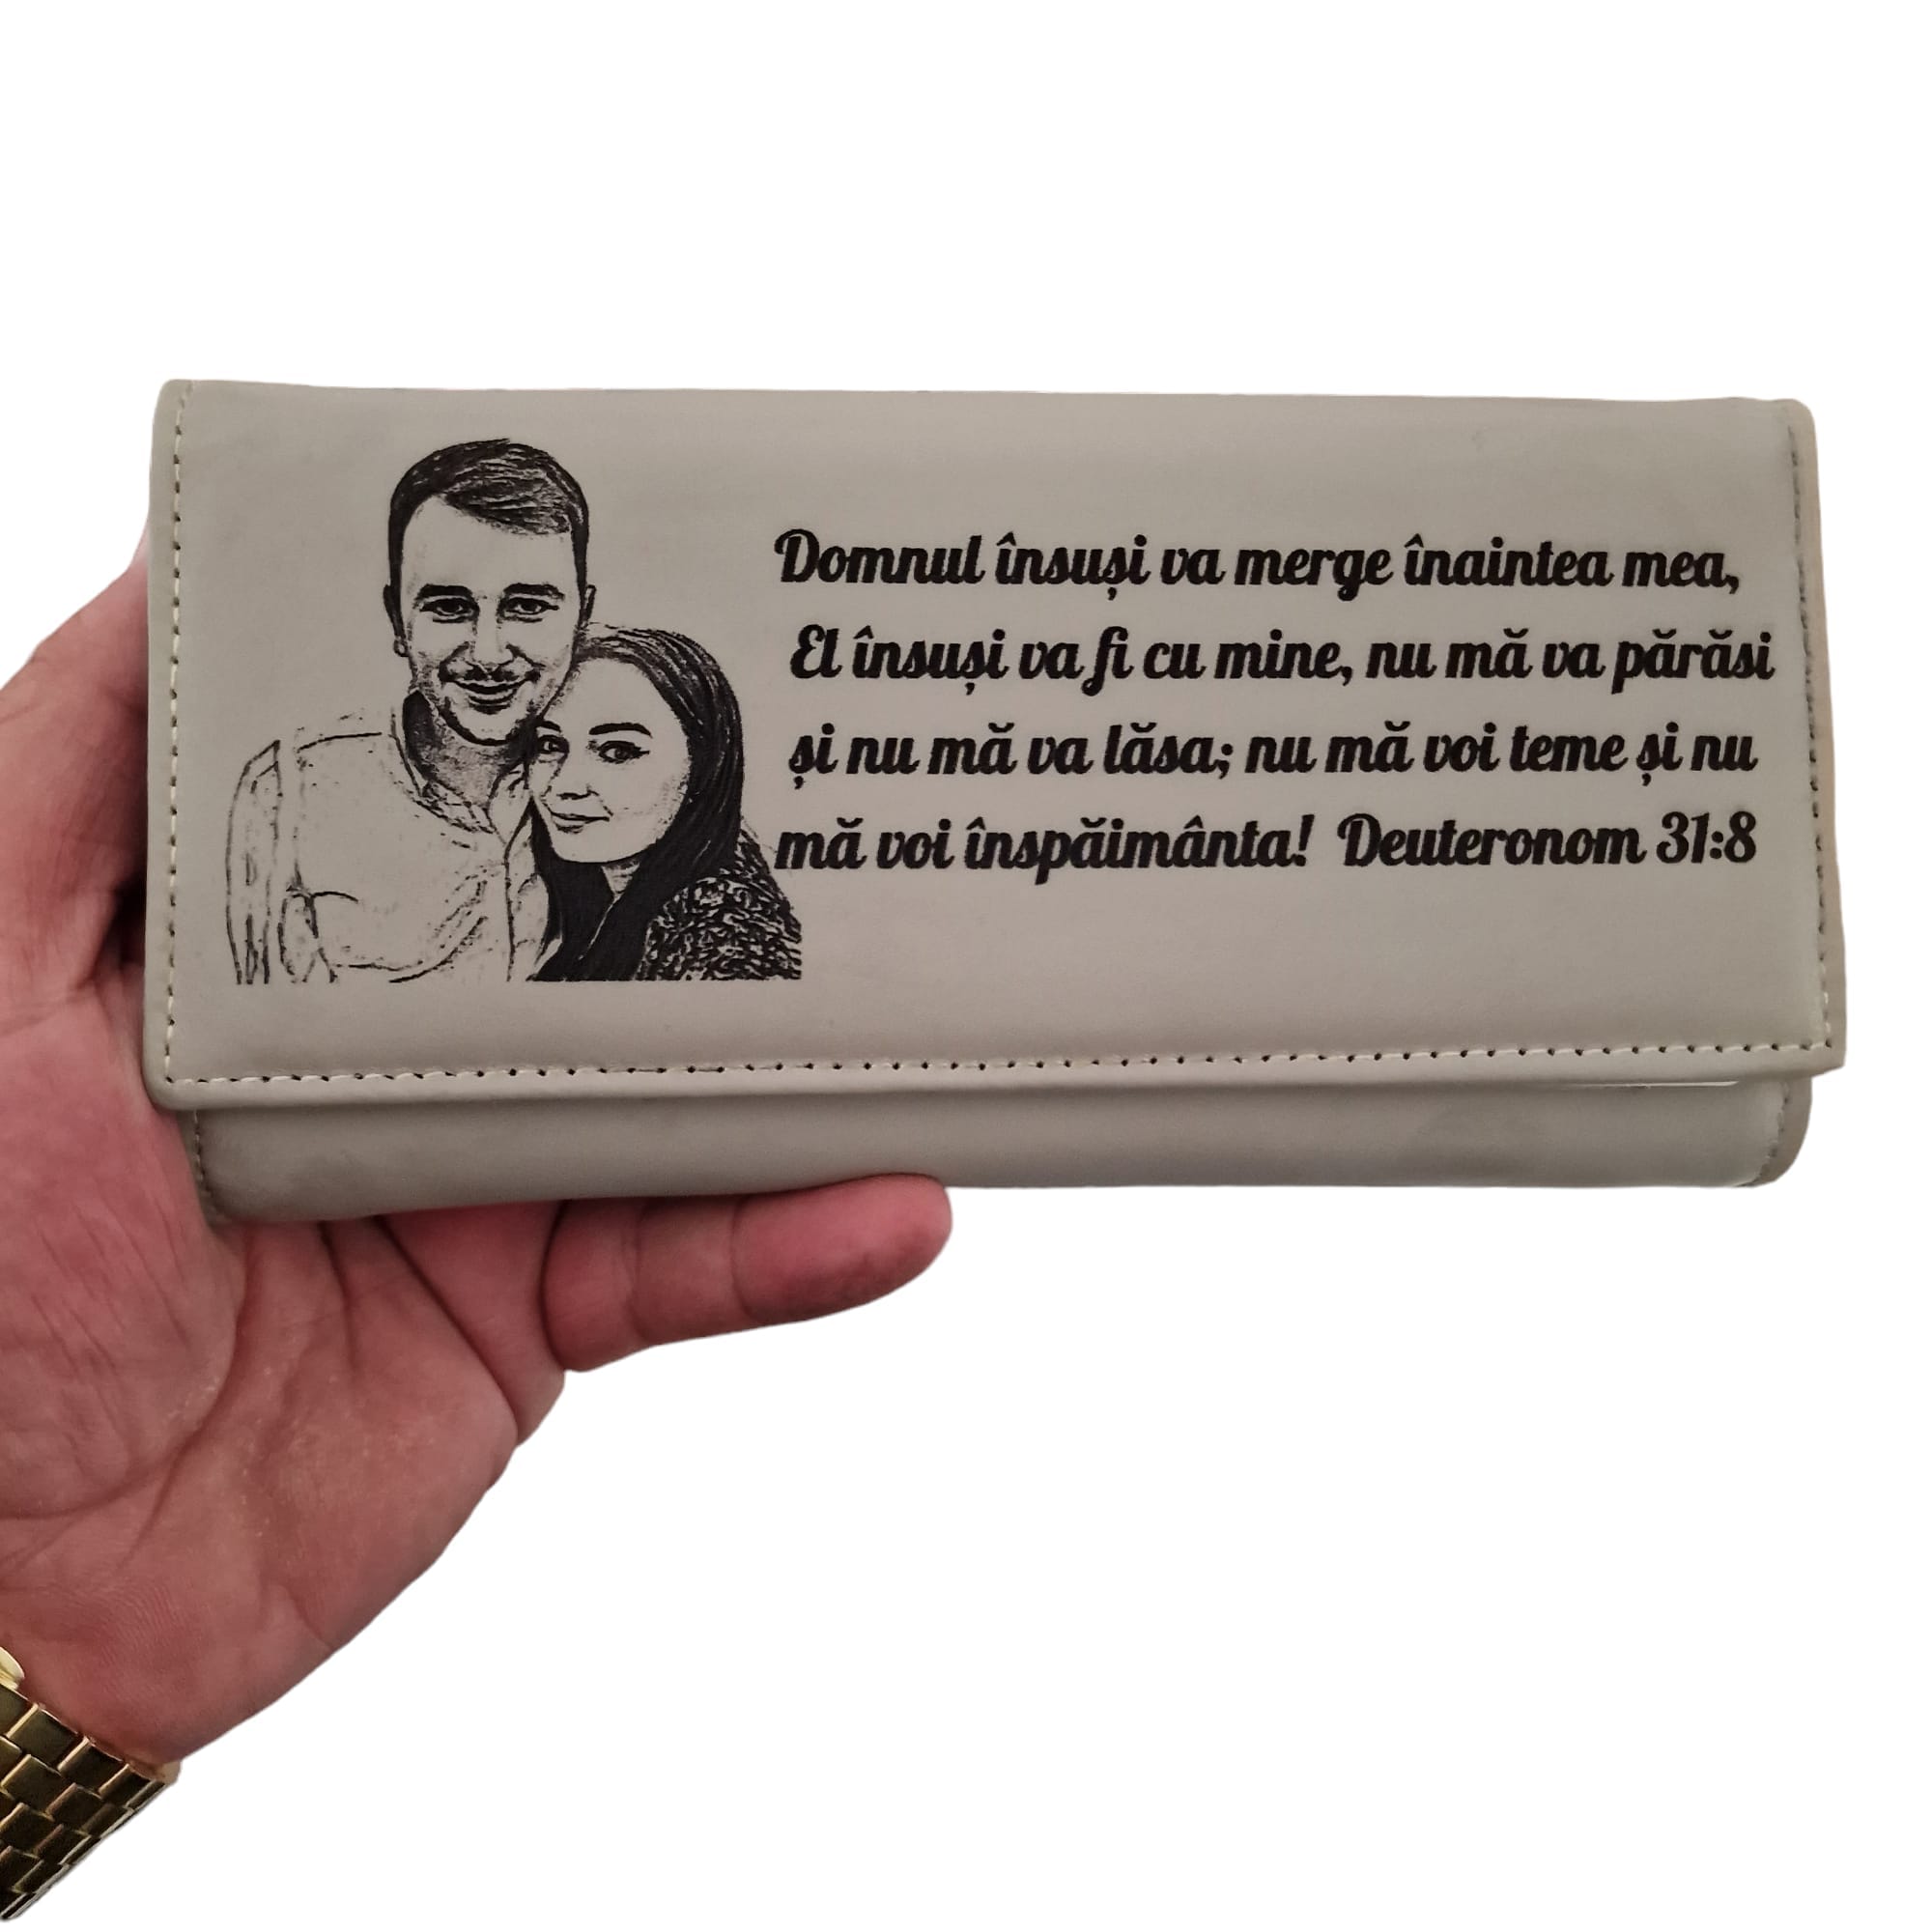 Domnul însuși va merge înaintea mea,
El însuși va fi cu mine, nu mă va părăsi
și nu mă va lăsa; nu mă voi teme și nu
mă voi înspăimânta! Deuteronom 31:8